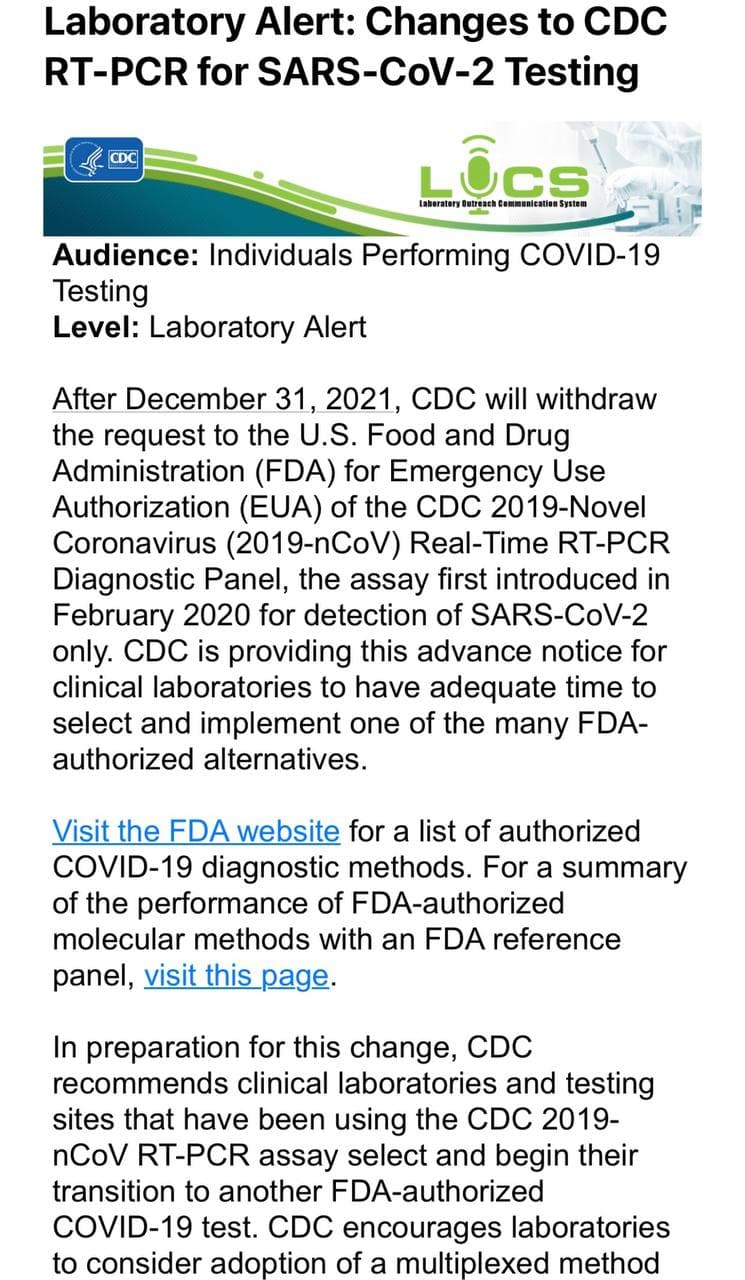 Laboratory Alert: Changes to CDC
RT-PCR for SARS-CoV-2 Testing
CDC
LOCS
Laboratory Outreach Communication System
Audience: Individuals Performing COVID-19
Testing
Level: Laboratory Alert
After December 31, 2021, CDC will withdraw
the request to the U.S. Food and Drug
Administration (FDA) for Emergency Use
Authorization (EUA) of the CDC 2019-Novel
Coronavirus (2019-nCoV) Real-Time RT-PCR
Diagnostic Panel, the assay first introduced in
February 2020 for detection of SARS-CoV-2
only. CDC is providing this advance notice for
clinical laboratories to have adequate time to
select and implement one of the many FDA-
authorized alternatives.
Visit the FDA website for a list of authorized
COVID-19 diagnostic methods. For a summary
of the performance of FDA-authorized
molecular methods with an FDA reference
panel, visit this page.
In preparation for this change, CDC
recommends clinical laboratories and testing
sites that have been using the CDC 2019-
nCoV RT-PCR assay select and begin their
transition to another FDA-authorized
COVID-19 test. CDC encourages laboratories
to consider adoption of a multiplexed method